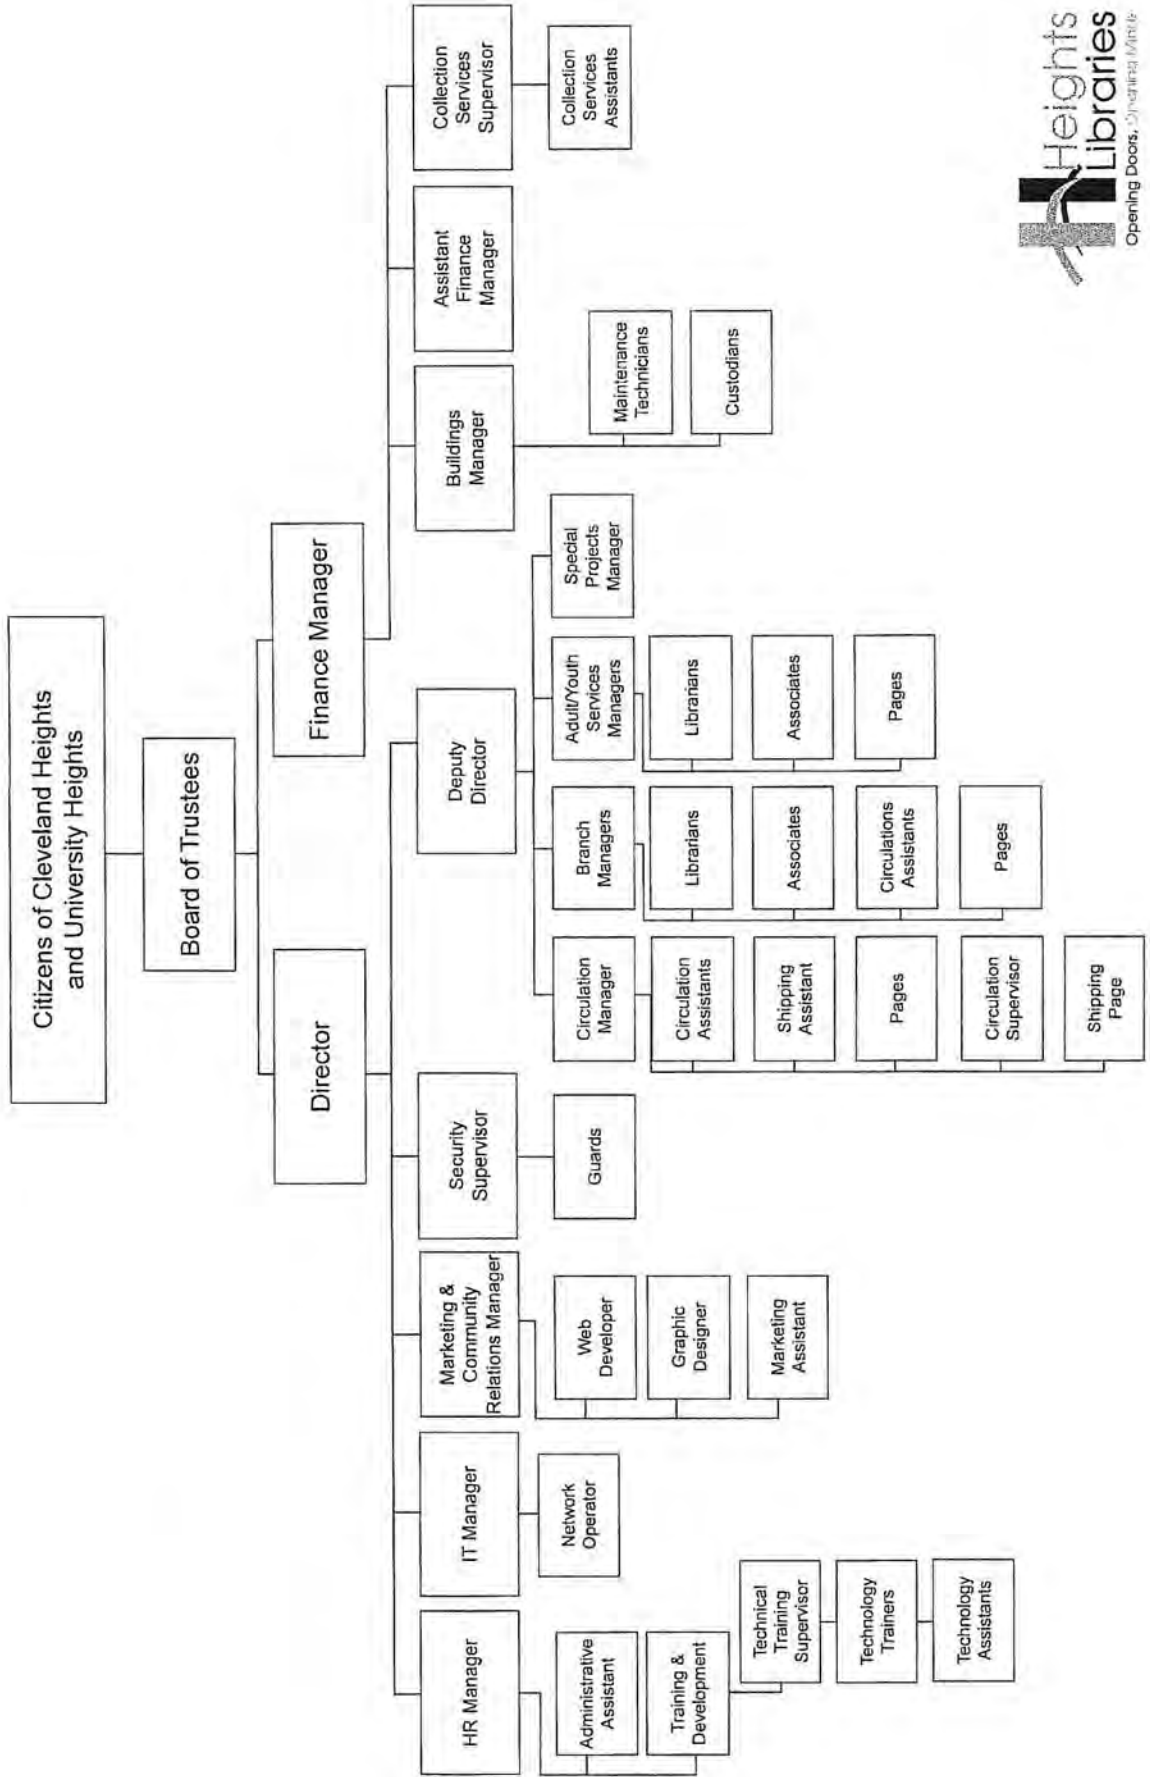 Citizens of Cleveland Heights
and University Heights
Board of Trustees
Director
Finance Manager
HR Manager
IT Manager
Marketing &
Community
Relations Manager
Security
Supervisor
Deputy
Director
Buildings
Manager
Assistant
Finance
Manager
Collection
Services
Supervisor
Administrative
Assistant
Training &
Development
Technical
Training
Supervisor
Technology
Trainers
Technology
Assistants
Network
Operator
Web
Developer
Graphic
Designer
Marketing
Assistant
Guards
Circulation
Manager
Circulation
Assistants
Shipping
Assistant
Pages
Circulation
Supervisor
Shipping
Page
Branch
Managers
Librarians
Associates
Circulations
Assistants
Pages
Adult/Youth
Services
Managers
Librarians
Associates
Pages
Special
Projects
Manager
Maintenance
Technicians
Custodians
Collection
Services
Assistants
Heights
Libraries
Opening Doors, Opening Minds